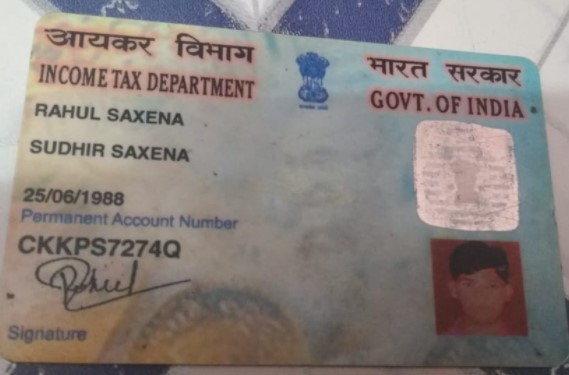 आयकर विभाग
INCOME TAX DEPARTMENT
भारत सरकार
GOVT. OF INDIA
RAHUL SAXENA
SUDHIR SAXENA
25/06/1988
Permanent Account Number
CKKPS7274Q
Rahul
Signature